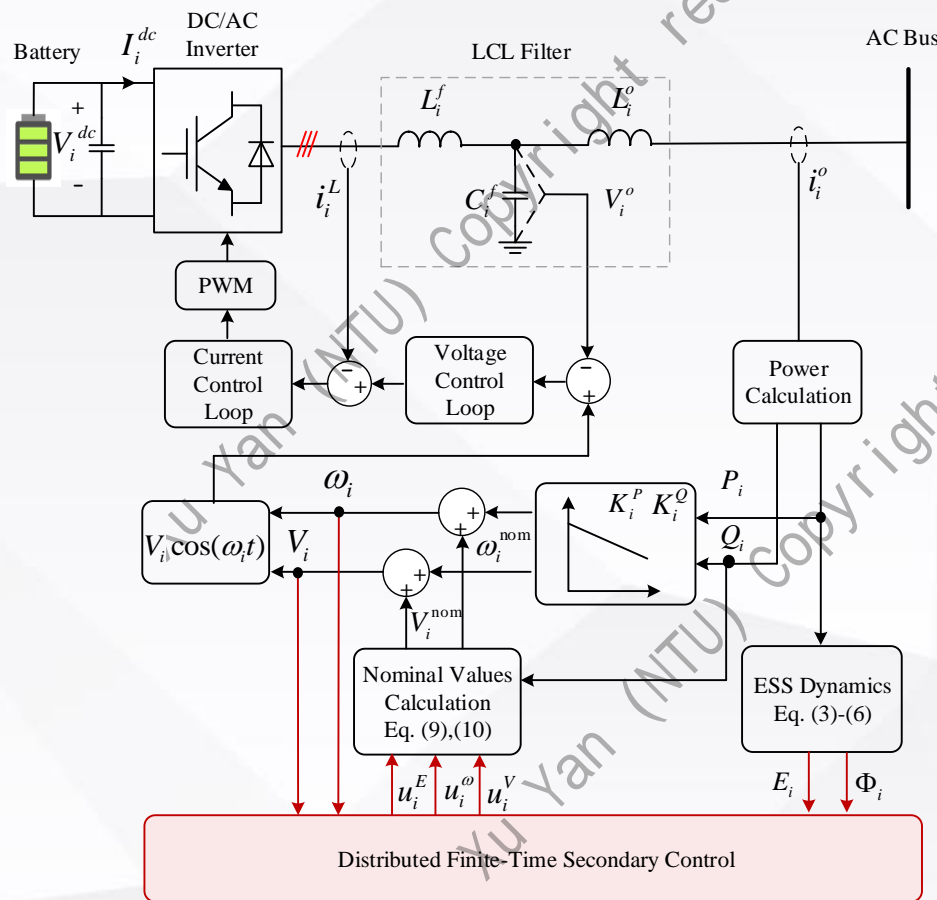 DC/AC
Inverter
Battery
I_i^{dc}
LCL Filter
AC Bus
L_i^f
L_i^o
+
V_i^{dc}
-
i_i^L
C_i^f
V_i^o
i_i^o
PWM
Current
Control
Loop
-
+
Voltage
Control
Loop
-
+
Power
Calculation
ω_i
P_i
K_i^P K_i^Q
+
+
V_i cos(ω_i t)
V_i
ω_i^{nom}
Q_i
+
+
V_i^{nom}
Nominal Values
Calculation
Eq. (9),(10)
ESS Dynamics
Eq. (3)-(6)
u_i^E
u_i^ω
u_i^V
E_i
Φ_i
Distributed Finite-Time Secondary Control
Xu Yan (NTU) Copyright re
Xu Yan (NTU) Copyright